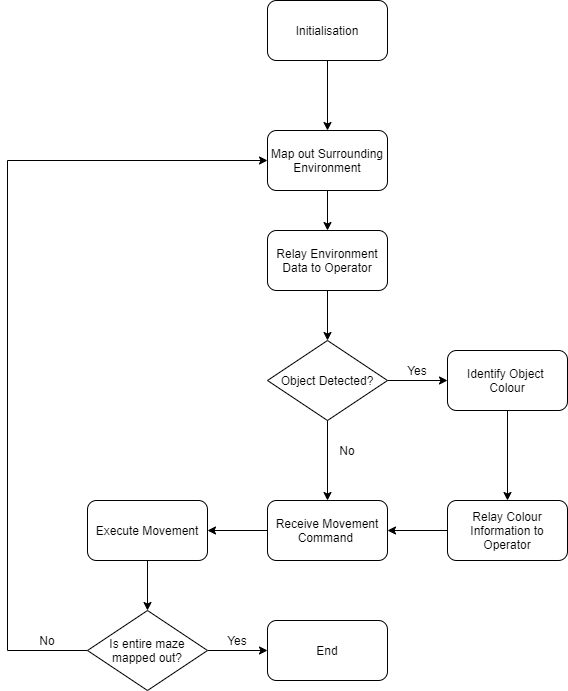 Initialisation
Map out Surrounding
Environment
Relay Environment
Data to Operator
Object Detected?
Yes
Identify Object
Colour
No
Execute Movement
Receive Movement
Command
Relay Colour
Information to
Operator
No
Is entire maze
mapped out?
Yes
End